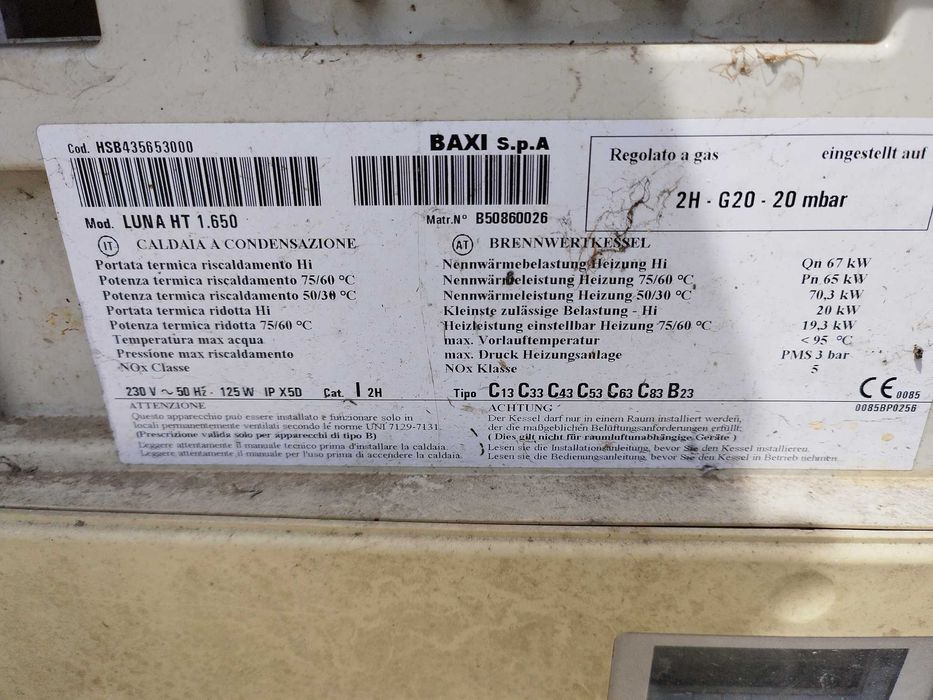 Cod. HSB435653000
BAXI S.p.A
Regolato a gas eingestellt auf
2H - G20 - 20 mbar
Mod. LUNA HT 1.650
Matr.N° B50860026
IT CALDAIA A CONDENSAZIONE
AT BRENNWERTKESSEL
Portata termica riscaldamento Hi Nennwärmebelastung Heizung Hi Qn 67 kW
Potenza termica riscaldamento 75/60 °C Nennwärmeleistung Heizung 75/60 °C Pn 65 kW
Potenza termica riscaldamento 50/30 °C Nennwärmeleistung Heizung 50/30 °C 70,3 kW
Portata termica ridotta Hi Kleinste zulässige Belastung - Hi 20 kW
Potenza termica ridotta 75/60 °C Heizleistung einstellbar Heizung 75/60 °C 19,3 kW
Temperatura max acqua max. Vorlauftemperatur < 95 °C
Pressione max riscaldamento max. Druck Heizungsanlage PMS 3 bar
NOx Classe NOx Klasse 5
230 V ~ 50 Hz - 125 W IP X5D Cat. I 2H Tipo C13 C33 C43 C53 C63 C83 B23 CE 0085
0085BP0256
ATTENZIONE
Questo apparecchio può essere installato e funzionare solo in
locali permanentemente ventilati secondo le norme UNI 7129-7131.
(Prescrizione valida solo per apparecchi di tipo B)
Leggere attentamente il manuale tecnico prima d'installare la caldaia.
Leggere attentamente il manuale per l'uso prima di accendere la caldaia.
ACHTUNG
Der Kessel darf nur in einem Raum installiert werden,
der die maßgeblichen Belüftungsanforderungen erfüllt.
( Dies gilt nicht für raumluftunabhängige Geräte )
Lesen sie die Installationsanleitung, bevor Sie den Kessel installieren.
Lesen sie die Bedienungsanleitung, bevor Sie den Kessel in Betrieb nehmen.